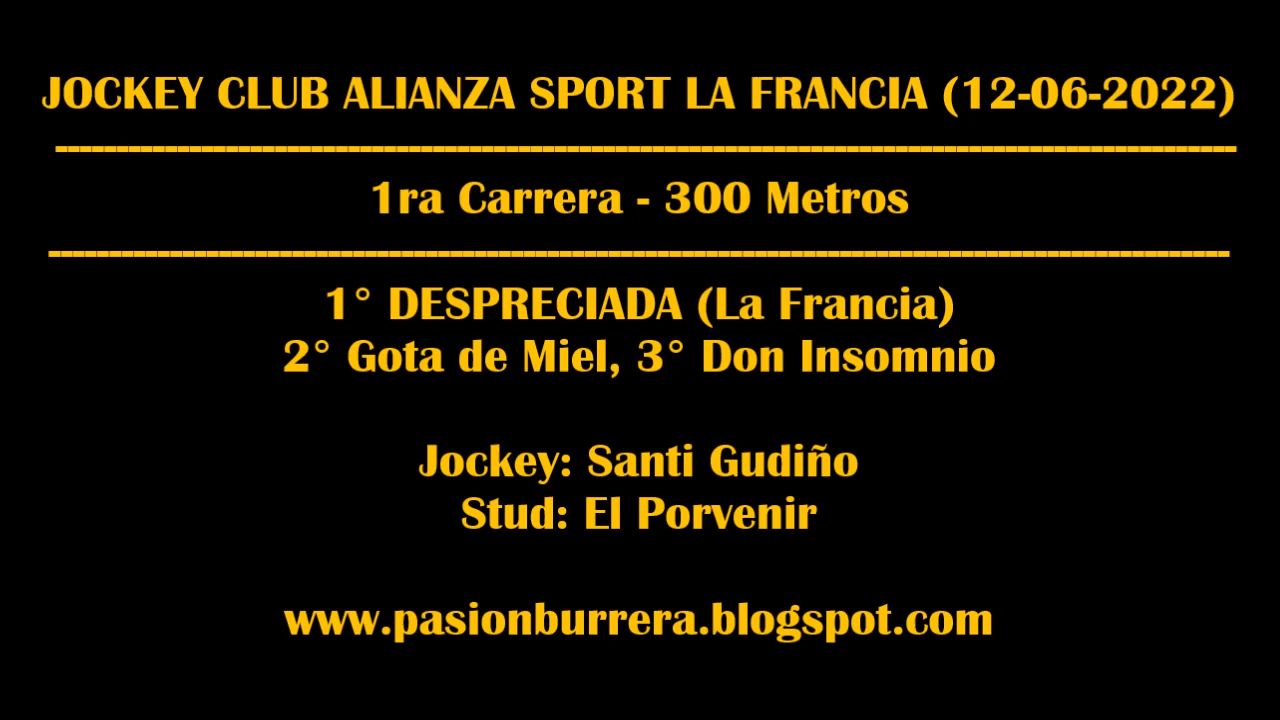 JOCKEY CLUB ALIANZA SPORT LA FRANCIA (12-06-2022)
1ra Carrera - 300 Metros
1° DESPRECIADA (La Francia)
2° Gota de Miel, 3° Don Insomnio
Jockey: Santi Gudiño
Stud: El Porvenir
www.pasionburrera.blogspot.com